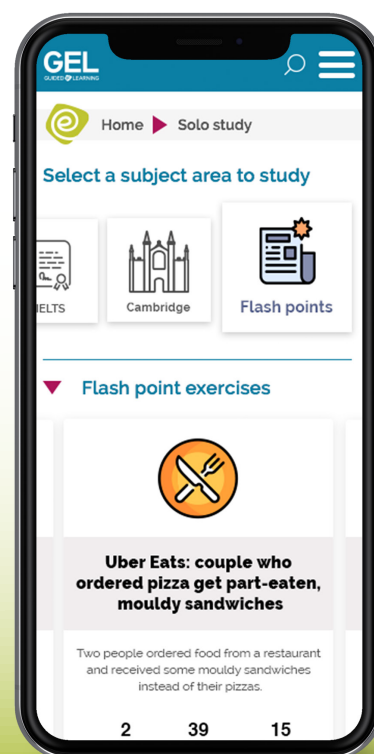 GEL
GUIDED e LEARNING
Home Solo study
Select a subject area to study
IELTS
Cambridge
Flash points
Flash point exercises
Uber Eats: couple who
ordered pizza get part-eaten,
mouldy sandwiches
Two people ordered food from a restaurant
and received some mouldy sandwiches
instead of their pizzas.
2 39 15